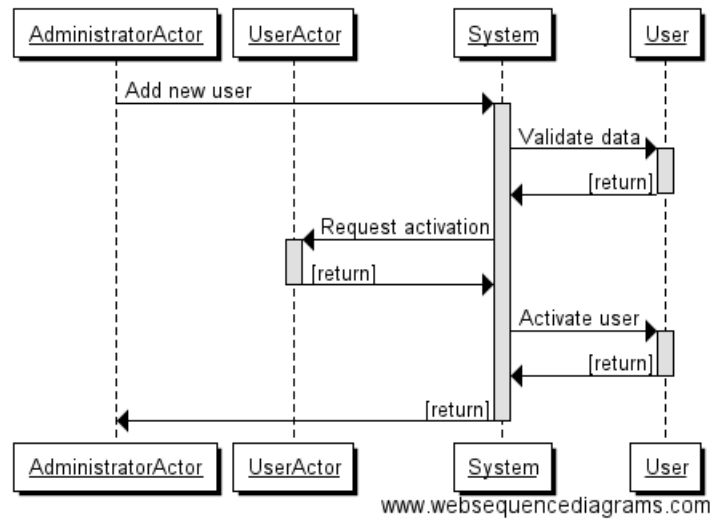 AdministratorActor UserActor System User
Add new user
Validate data
[return]
Request activation
[return]
Activate user
[return]
[return]
AdministratorActor UserActor System User
www.websequencediagrams.com